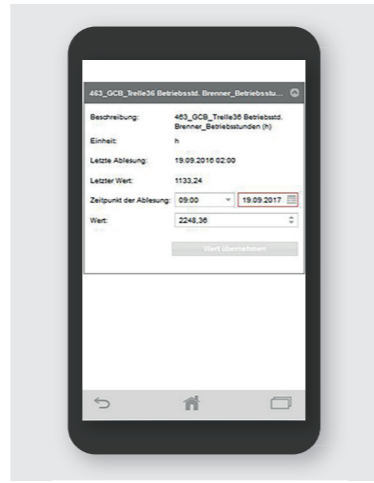 463_GCB_Trelle36 Betriebsstd. Brenner_Betriebsstu...
Beschreibung: 463_GCB_Trelle36 Betriebsstd.
Brenner_Betriebsstunden (h)
Einheit: h
Letzte Ablesung: 19.09.2016 02:00
Letzter Wert: 1133,24
Zeitpunkt der Ablesung: 09:00 19.09.2017
Wert: 2248,36
Wert übernehmen